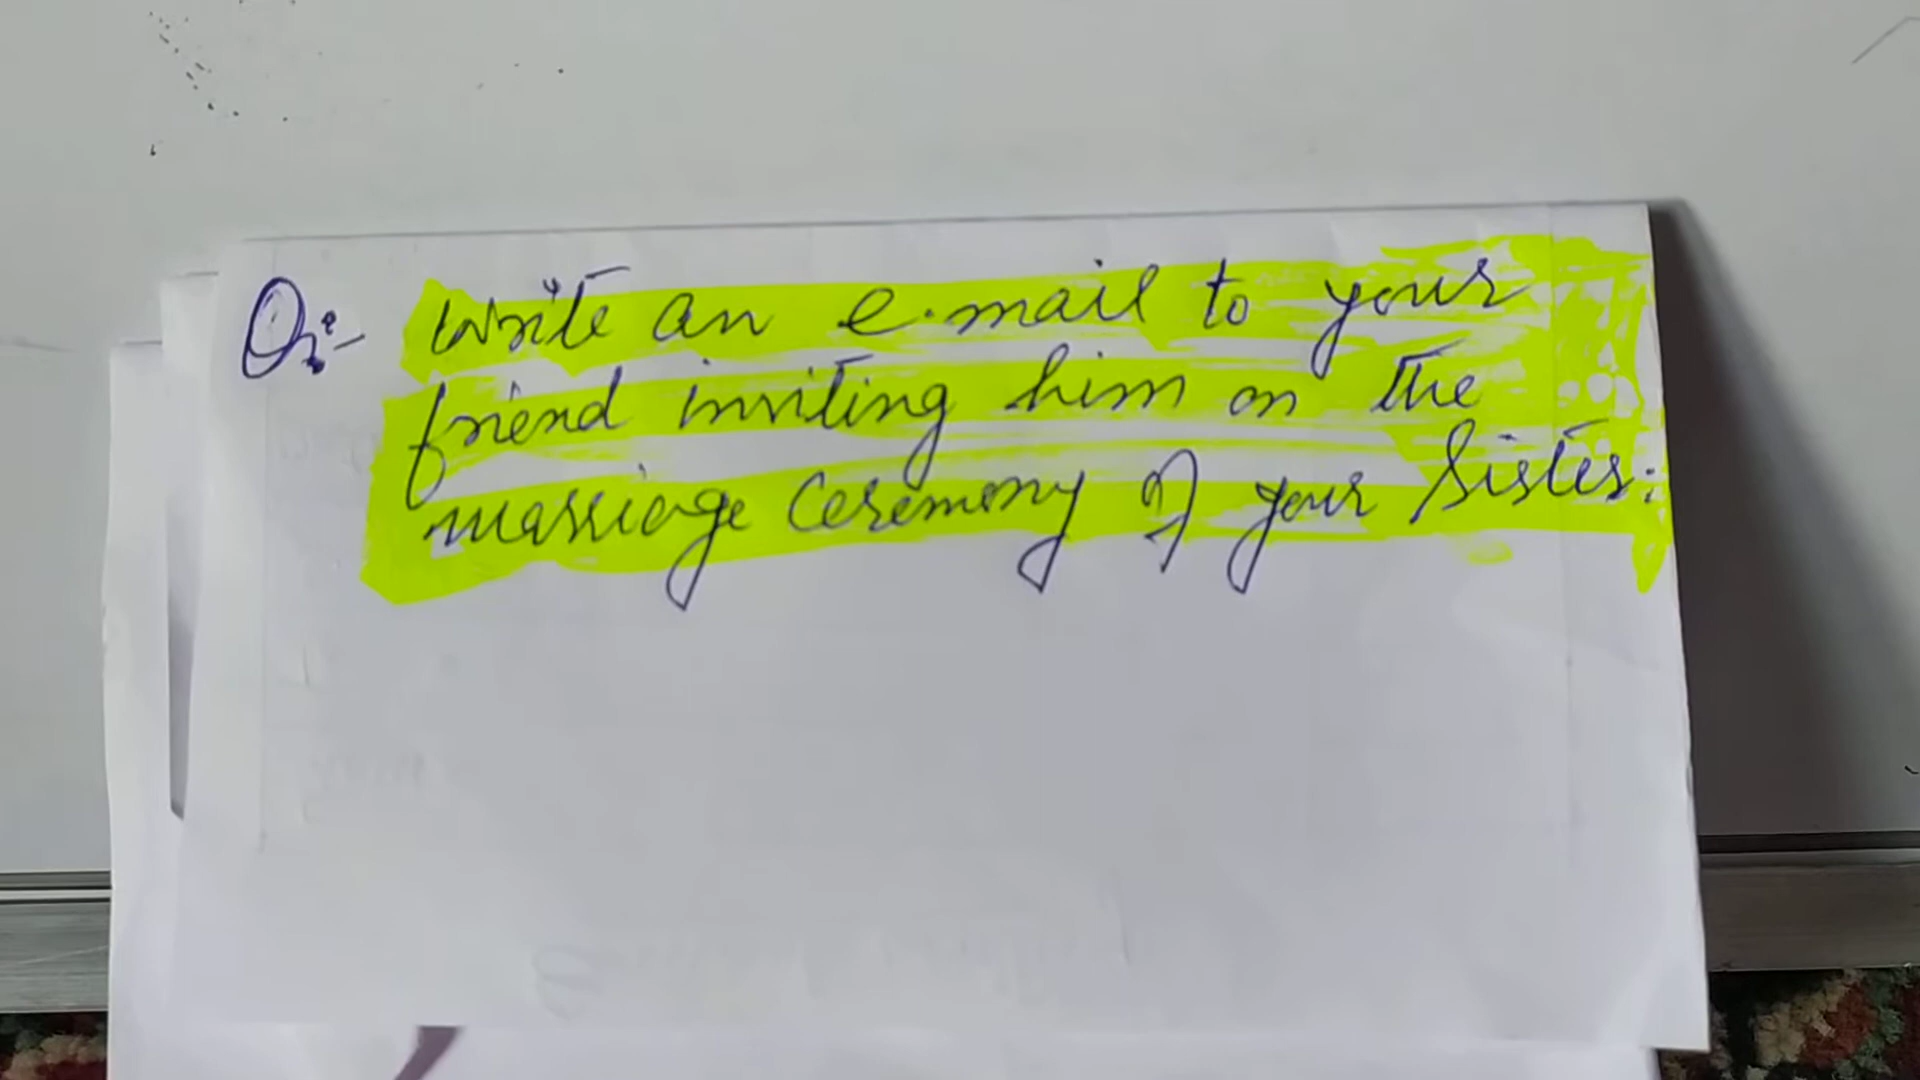 Q:- Write an e.mail to your
friend inviting him on the
marriage ceremony of your Sister.